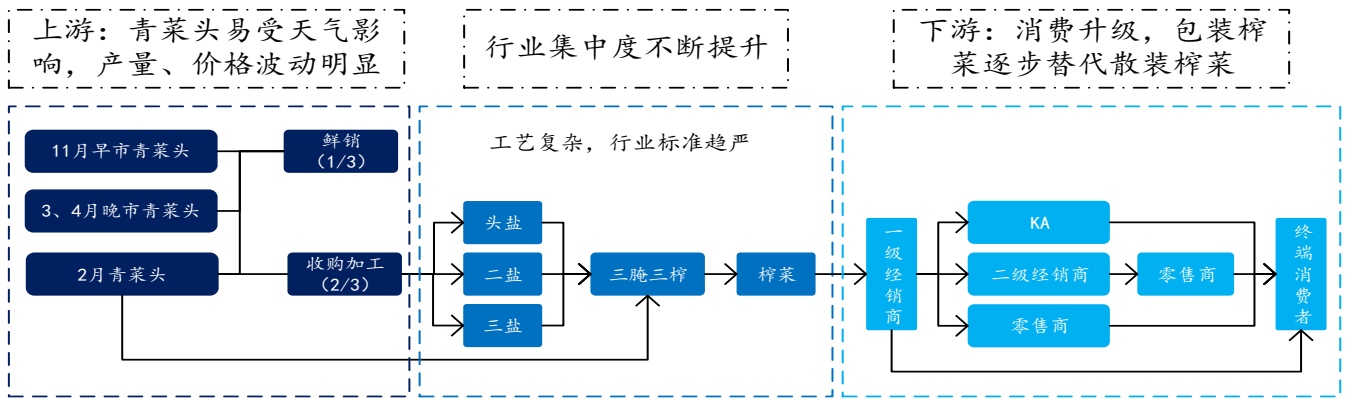 上游：青菜头易受天气影
响，产量、价格波动明显
行业集中度不断提升
下游：消费升级，包装榨
菜逐步替代散装榨菜
11月早市青菜头
3、4月晚市青菜头
2月青菜头
鲜销
（1/3）
收购加工
（2/3）
工艺复杂，行业标准趋严
头盐
二盐
三盐
三腌三榨
榨菜
一级经销商
KA
二级经销商
零售商
零售商
终端消费者